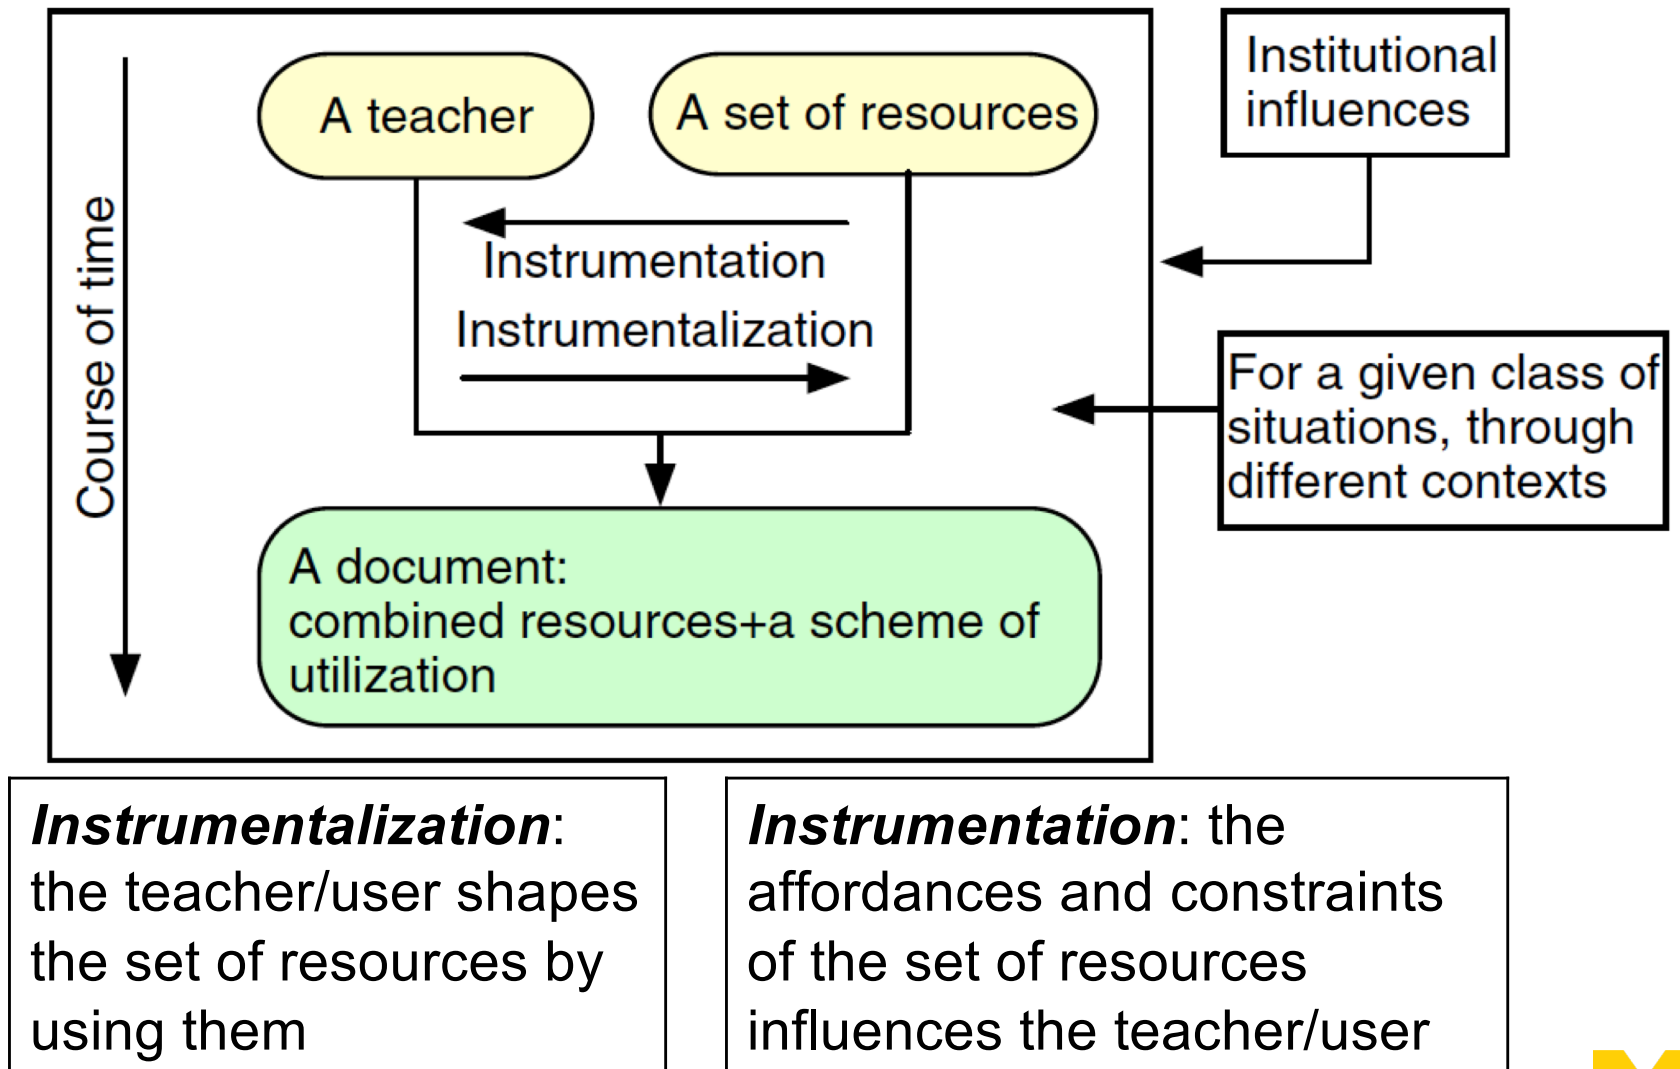 A teacher
A set of resources
Institutional
influences
Course of time
Instrumentation
Instrumentalization
For a given class of
situations, through
different contexts
A document:
combined resources+a scheme of
utilization
Instrumentalization:
the teacher/user shapes
the set of resources by
using them
Instrumentation: the
affordances and constraints
of the set of resources
influences the teacher/user